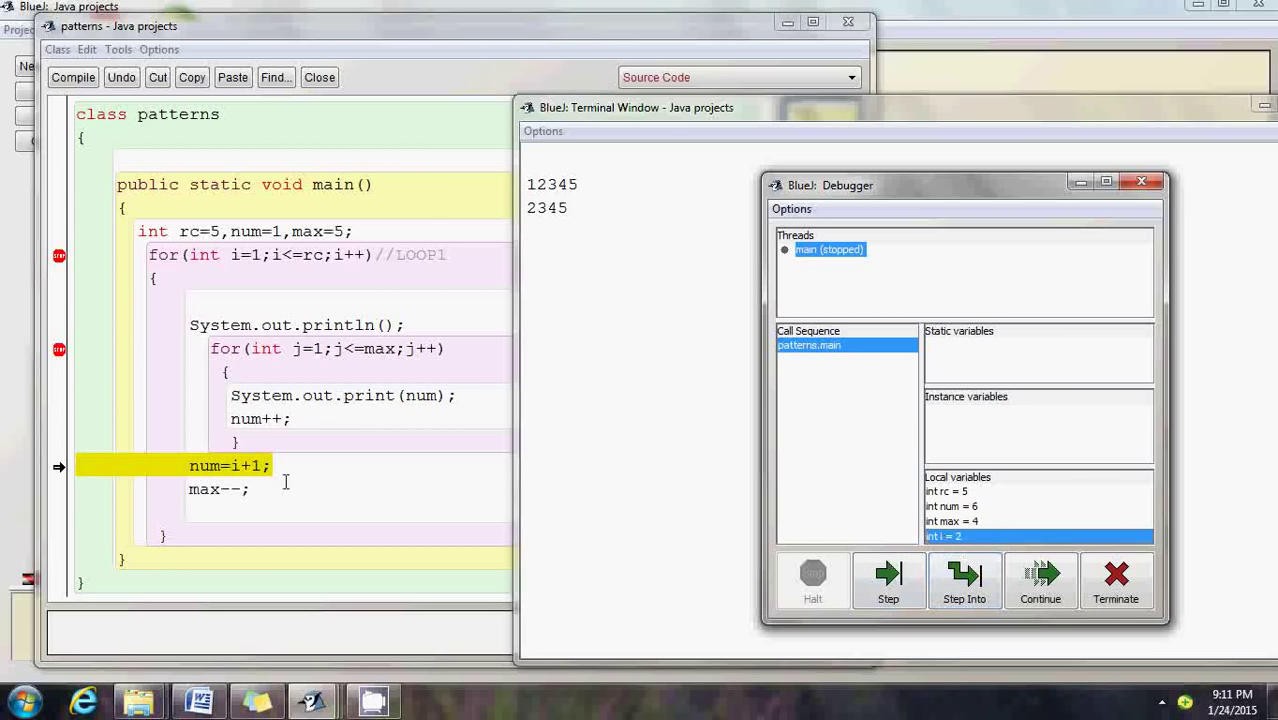 BlueJ: Java projects
patterns - Java projects
Class Edit Tools Options
Compile Undo Cut Copy Paste Find... Close
Source Code
class patterns
{
public static void main()
{
int rc=5,num=1,max=5;
for(int i=1;i<=rc;i++)//LOOP1
{
System.out.println();
for(int j=1;j<=max;j++)
{
System.out.print(num);
num++;
}
num=i+1;
max--;
}
}
}
BlueJ: Terminal Window - Java projects
Options
12345
2345
BlueJ: Debugger
Options
Threads
main (stopped)
Call Sequence
patterns.main
Static variables
Instance variables
Local variables
int rc = 5
int num = 6
int max = 4
int i = 2
Halt
Step
Step Into
Continue
Terminate
9:11 PM
1/24/2015